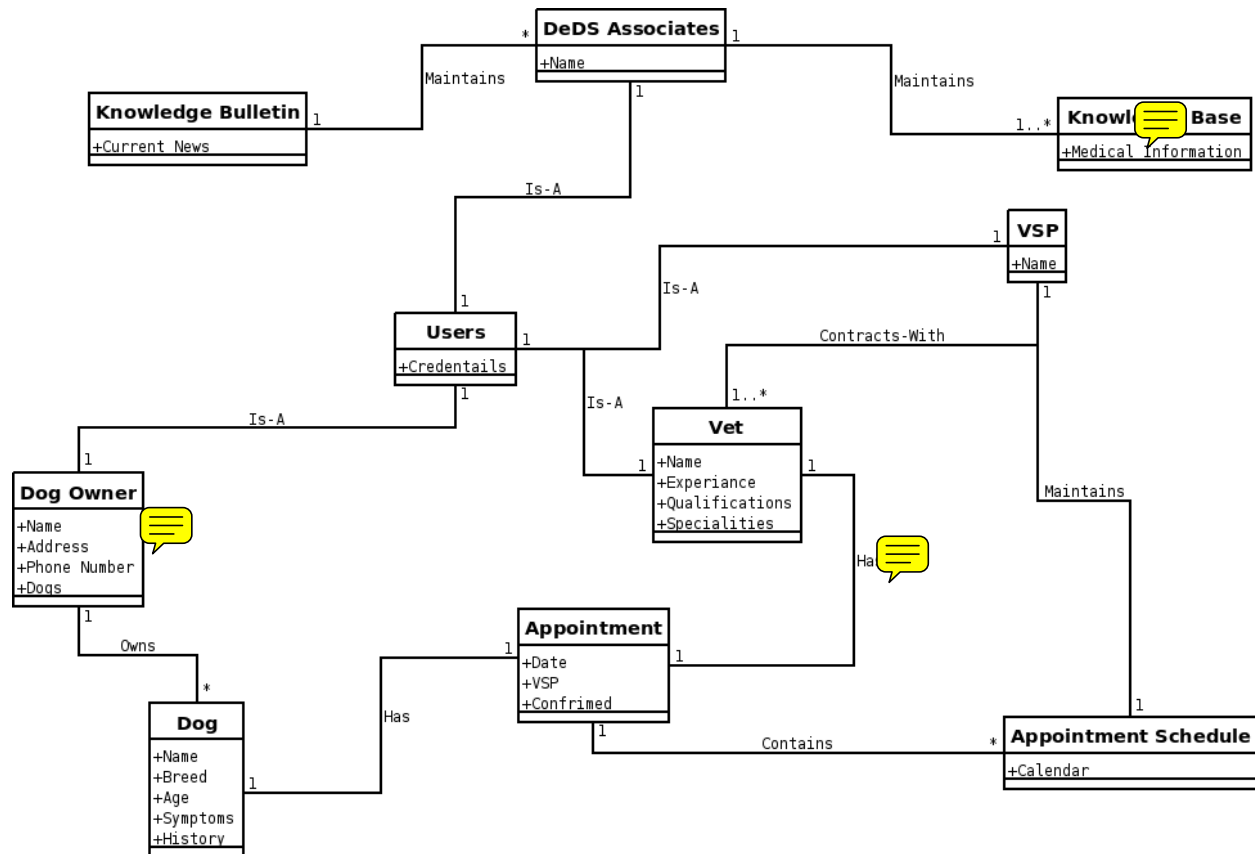 DeDS Associates
+Name
*
1
Maintains
Maintains
1
1
1
1..*
Knowledge Bulletin
+Current News
Base
+Medical Information
Is-A
VSP
+Name
1
1
Is-A
1
Users
+Credentails
1
1
Contracts-With
1..*
Is-A
Is-A
1
Vet
+Name
+Experiance
+Qualifications
+Specialities
1
1
Dog Owner
+Name
+Address
+Phone Number
+Dogs
1
Maintains
Owns
*
Dog
+Name
+Breed
+Age
+Symptoms
+History
1
Has
1
Appointment
+Date
+VSP
+Confrimed
1
1
Contains
*
1
Appointment Schedule
+Calendar